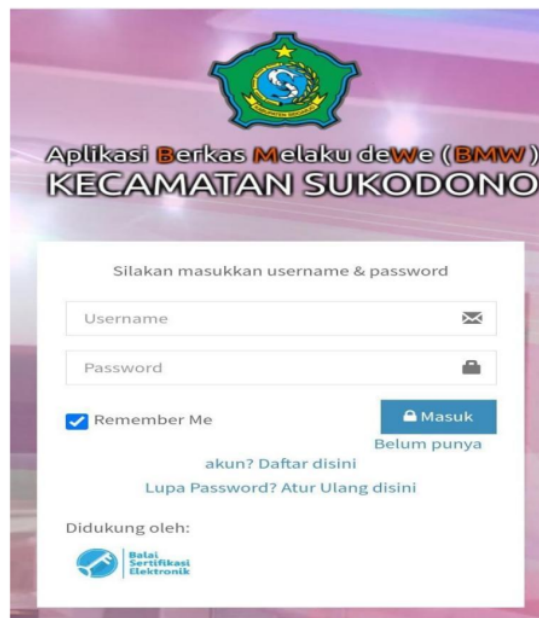 Aplikasi Berkas Melaku deWe (BMW)
KECAMATAN SUKODONO
Silakan masukkan username & password
Username
Password
Remember Me
Masuk
Belum punya
akun? Daftar disini
Lupa Password? Atur Ulang disini
Didukung oleh:
Balai
Sertifikasi
Elektronik